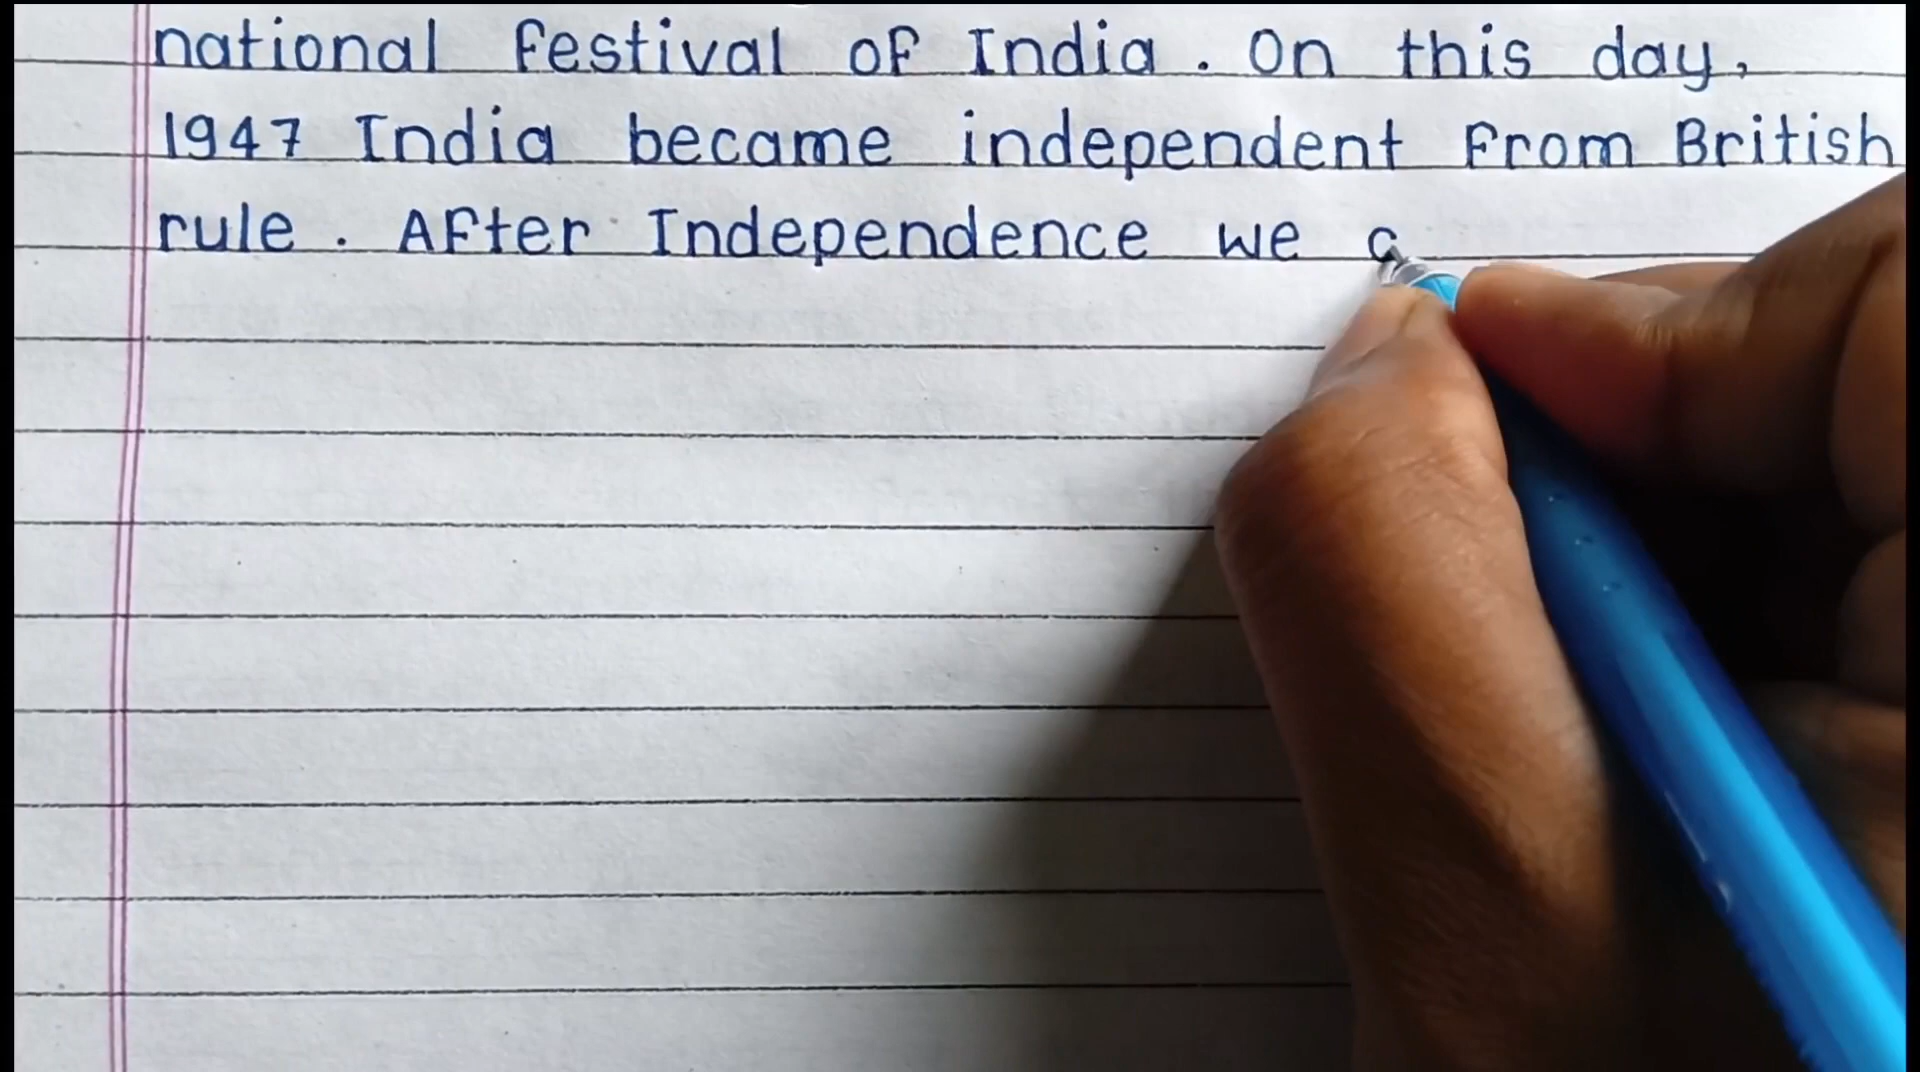 national festival of India. On this day,
1947 India became independent from British
rule. After Independence we